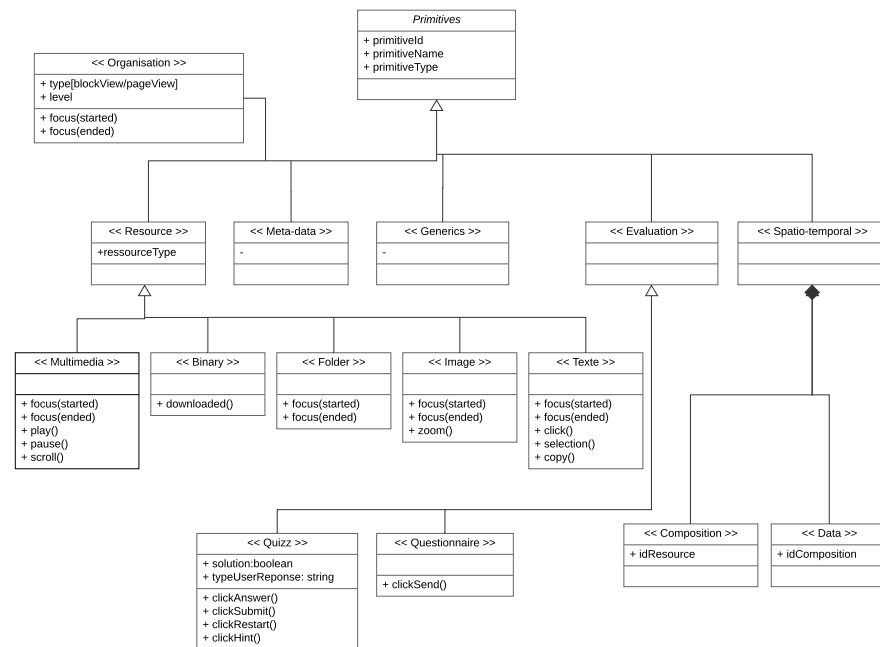 Primitives
+ primitiveId
+ primitiveName
+ primitiveType
<< Organisation >>
+ type[blockView/pageView]
+ level
+ focus(started)
+ focus(ended)
<< Resource >>
+ressourceType
<< Meta-data >>
-
<< Generics >>
-
<< Evaluation >>
<< Spatio-temporal >>
<< Multimedia >>
+ focus(started)
+ focus(ended)
+ play()
+ pause()
+ scroll()
<< Binary >>
+ downloaded()
<< Folder >>
+ focus(started)
+ focus(ended)
<< Image >>
+ focus(started)
+ focus(ended)
+ zoom()
<< Texte >>
+ focus(started)
+ focus(ended)
+ click()
+ selection()
+ copy()
<< Quizz >>
+ solution:boolean
+ typeUserReponse: string
+ clickAnswer()
+ clickSubmit()
+ clickRestart()
+ clickHint()
<< Questionnaire >>
+ clickSend()
<< Composition >>
+ idResource
<< Data >>
+ idComposition